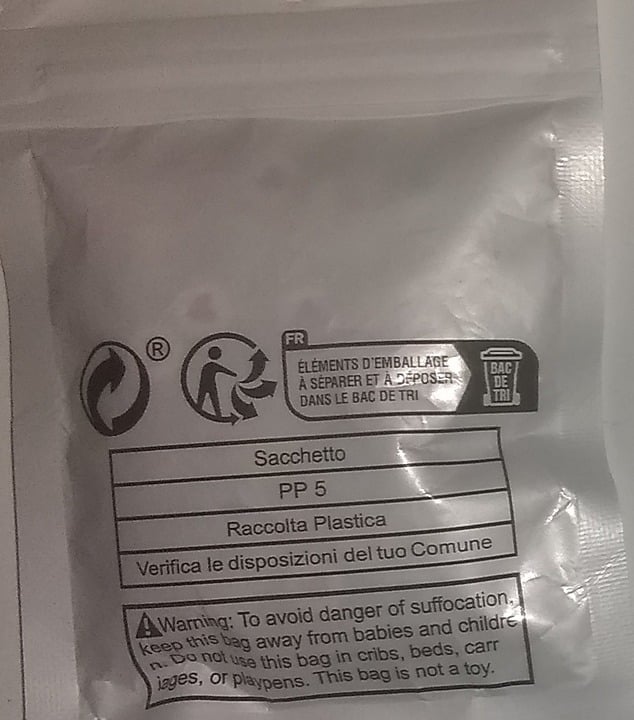 ®
FR
ÉLÉMENTS D'EMBALLAGE
À SÉPARER ET À DÉPOSER
DANS LE BAC DE TRI
BAC
DE
TRI
Sacchetto
PP 5
Raccolta Plastica
Verifica le disposizioni del tuo Comune
Warning: To avoid danger of suffocation,
keep this bag away from babies and childre
n. Do not use this bag in cribs, beds, carr
iages, or playpens. This bag is not a toy.